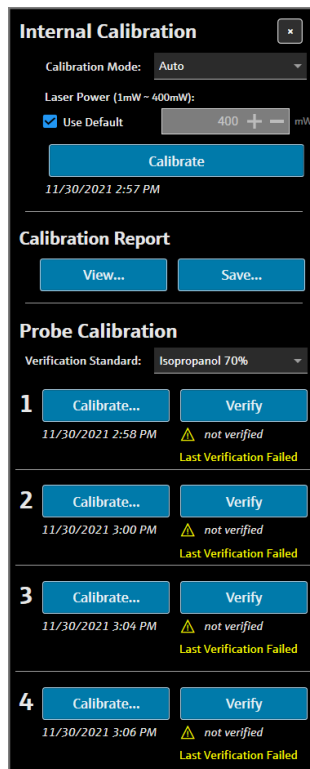 Internal Calibration
Calibration Mode: Auto
Laser Power (1mW ~ 400mW):
Use Default 400 mW
Calibrate
11/30/2021 2:57 PM
Calibration Report
View... Save...
Probe Calibration
Verification Standard: Isopropanol 70%
1 Calibrate... Verify
11/30/2021 2:58 PM not verified
Last Verification Failed
2 Calibrate... Verify
11/30/2021 3:00 PM not verified
Last Verification Failed
3 Calibrate... Verify
11/30/2021 3:04 PM not verified
Last Verification Failed
4 Calibrate... Verify
11/30/2021 3:06 PM not verified
Last Verification Failed